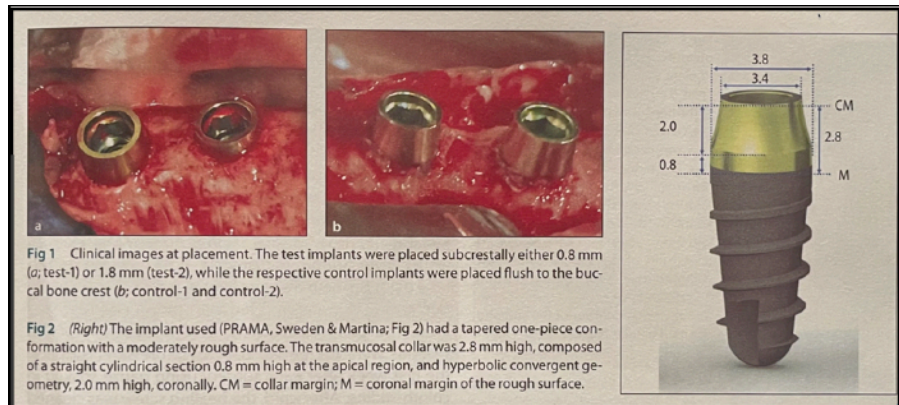 a
b
Fig 1 Clinical images at placement. The test implants were placed subcrestally either 0.8 mm
(a; test-1) or 1.8 mm (test-2), while the respective control implants were placed flush to the buc-
cal bone crest (b; control-1 and control-2).
Fig 2 (Right) The implant used (PRAMA, Sweden & Martina; Fig 2) had a tapered one-piece con-
formation with a moderately rough surface. The transmucosal collar was 2.8 mm high, composed
of a straight cylindrical section 0.8 mm high at the apical region, and hyperbolic convergent ge-
ometry, 2.0 mm high, coronally. CM = collar margin; M = coronal margin of the rough surface.
3.8
3.4
CM
2.0
2.8
0.8
M